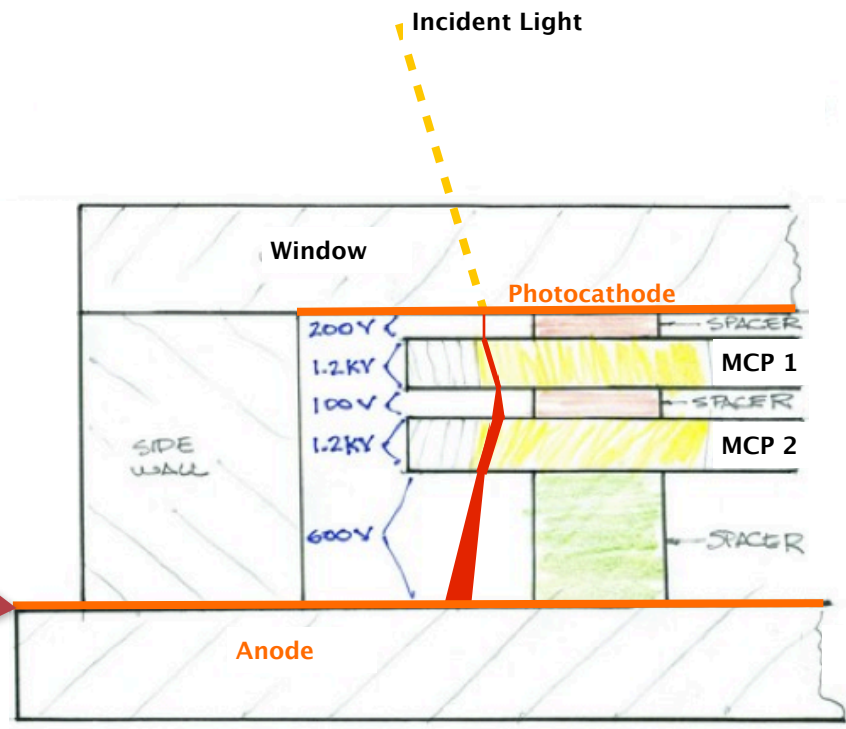 Incident Light
Window
Photocathode
200V
SPACER
1.2KV
MCP 1
100V
SPACER
1.2KV
MCP 2
SIDE
WALL
600V
SPACER
Anode